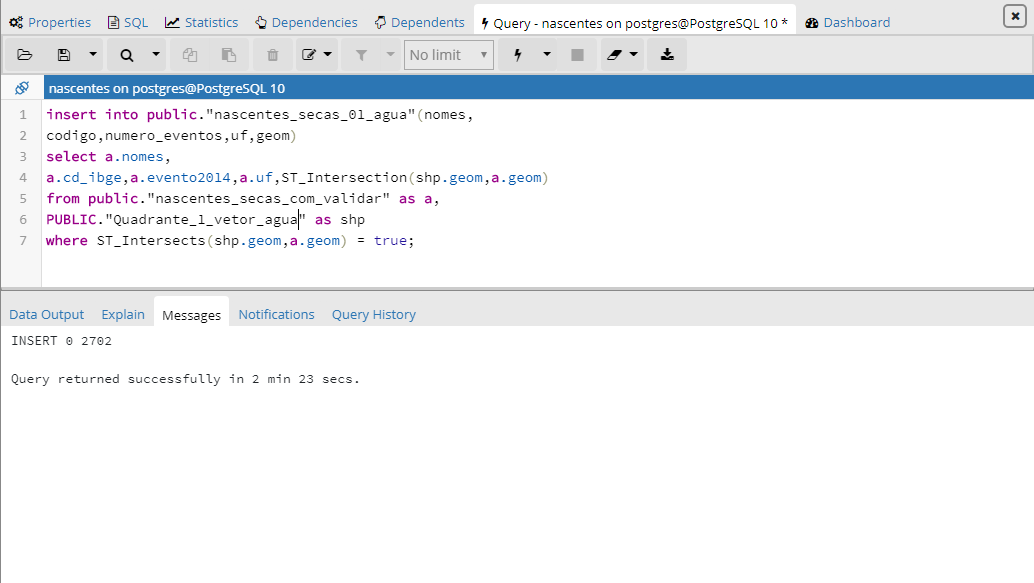 Properties SQL Statistics Dependencies Dependents Query - nascentes on postgres@PostgreSQL 10 * Dashboard
No limit
nascentes on postgres@PostgreSQL 10
1 insert into public."nascentes_secas_01_agua"(nomes,
2 codigo,numero_eventos,uf,geom)
3 select a.nomes,
4 a.cd_ibge,a.evento2014,a.uf,ST_Intersection(shp.geom,a.geom)
5 from public."nascentes_secas_com_validar" as a,
6 PUBLIC."Quadrante_1_vetor_agua" as shp
7 where ST_Intersects(shp.geom,a.geom) = true;
Data Output Explain Messages Notifications Query History
INSERT 0 2702
Query returned successfully in 2 min 23 secs.